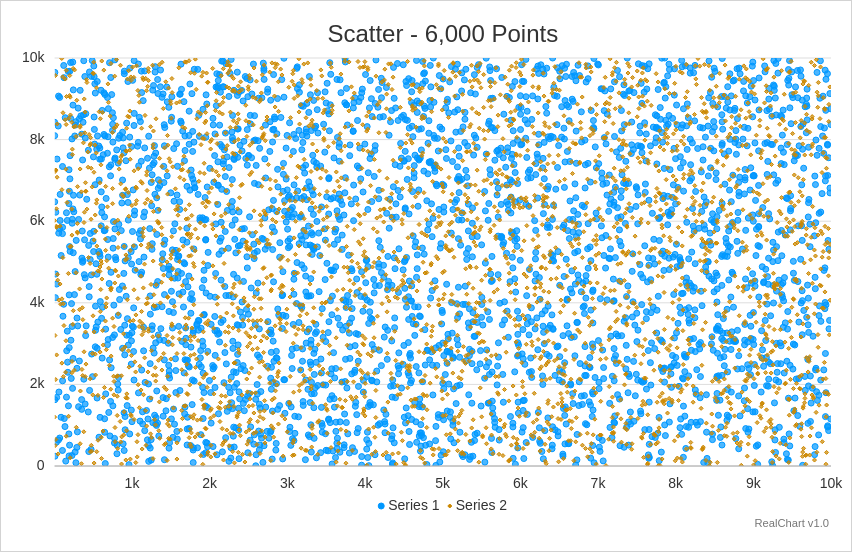 Scatter - 6,000 Points
10k
8k
6k
4k
2k
0
1k 2k 3k 4k 5k 6k 7k 8k 9k 10k
Series 1 Series 2
RealChart v1.0